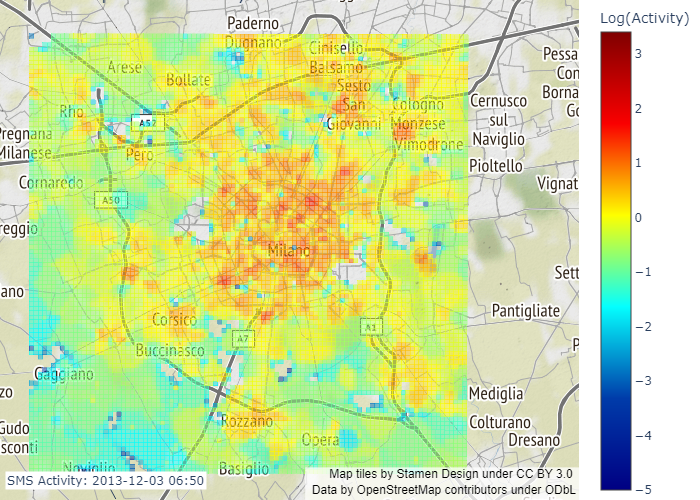 Paderno
Dugnano
Cinisello
Balsamo
Arese
Bollate
Sesto
San
Giovanni
Rho
A52
Cologno
Monzese
Vimodrone
Cernusco
sul
Naviglio
Pregnana
Milanese
Pero
Pioltello
Cornaredo
A50
Vignat
reggio
Milano
Sett
ano
Corsico
A7
A1
Pantigliate
Buccinasco
Gaggiano
zo
Rozzano
Mediglia
Gudo
sconti
Opera
Colturano
Dresano
Noviglio
Basiglio
Pessa
Con
Borna
Go
P
SMS Activity: 2013-12-03 06:50
Map tiles by Stamen Design under CC BY 3.0
Data by OpenStreetMap contributors under ODbL
Log(Activity)
3
2
1
0
−1
−2
−3
−4
−5